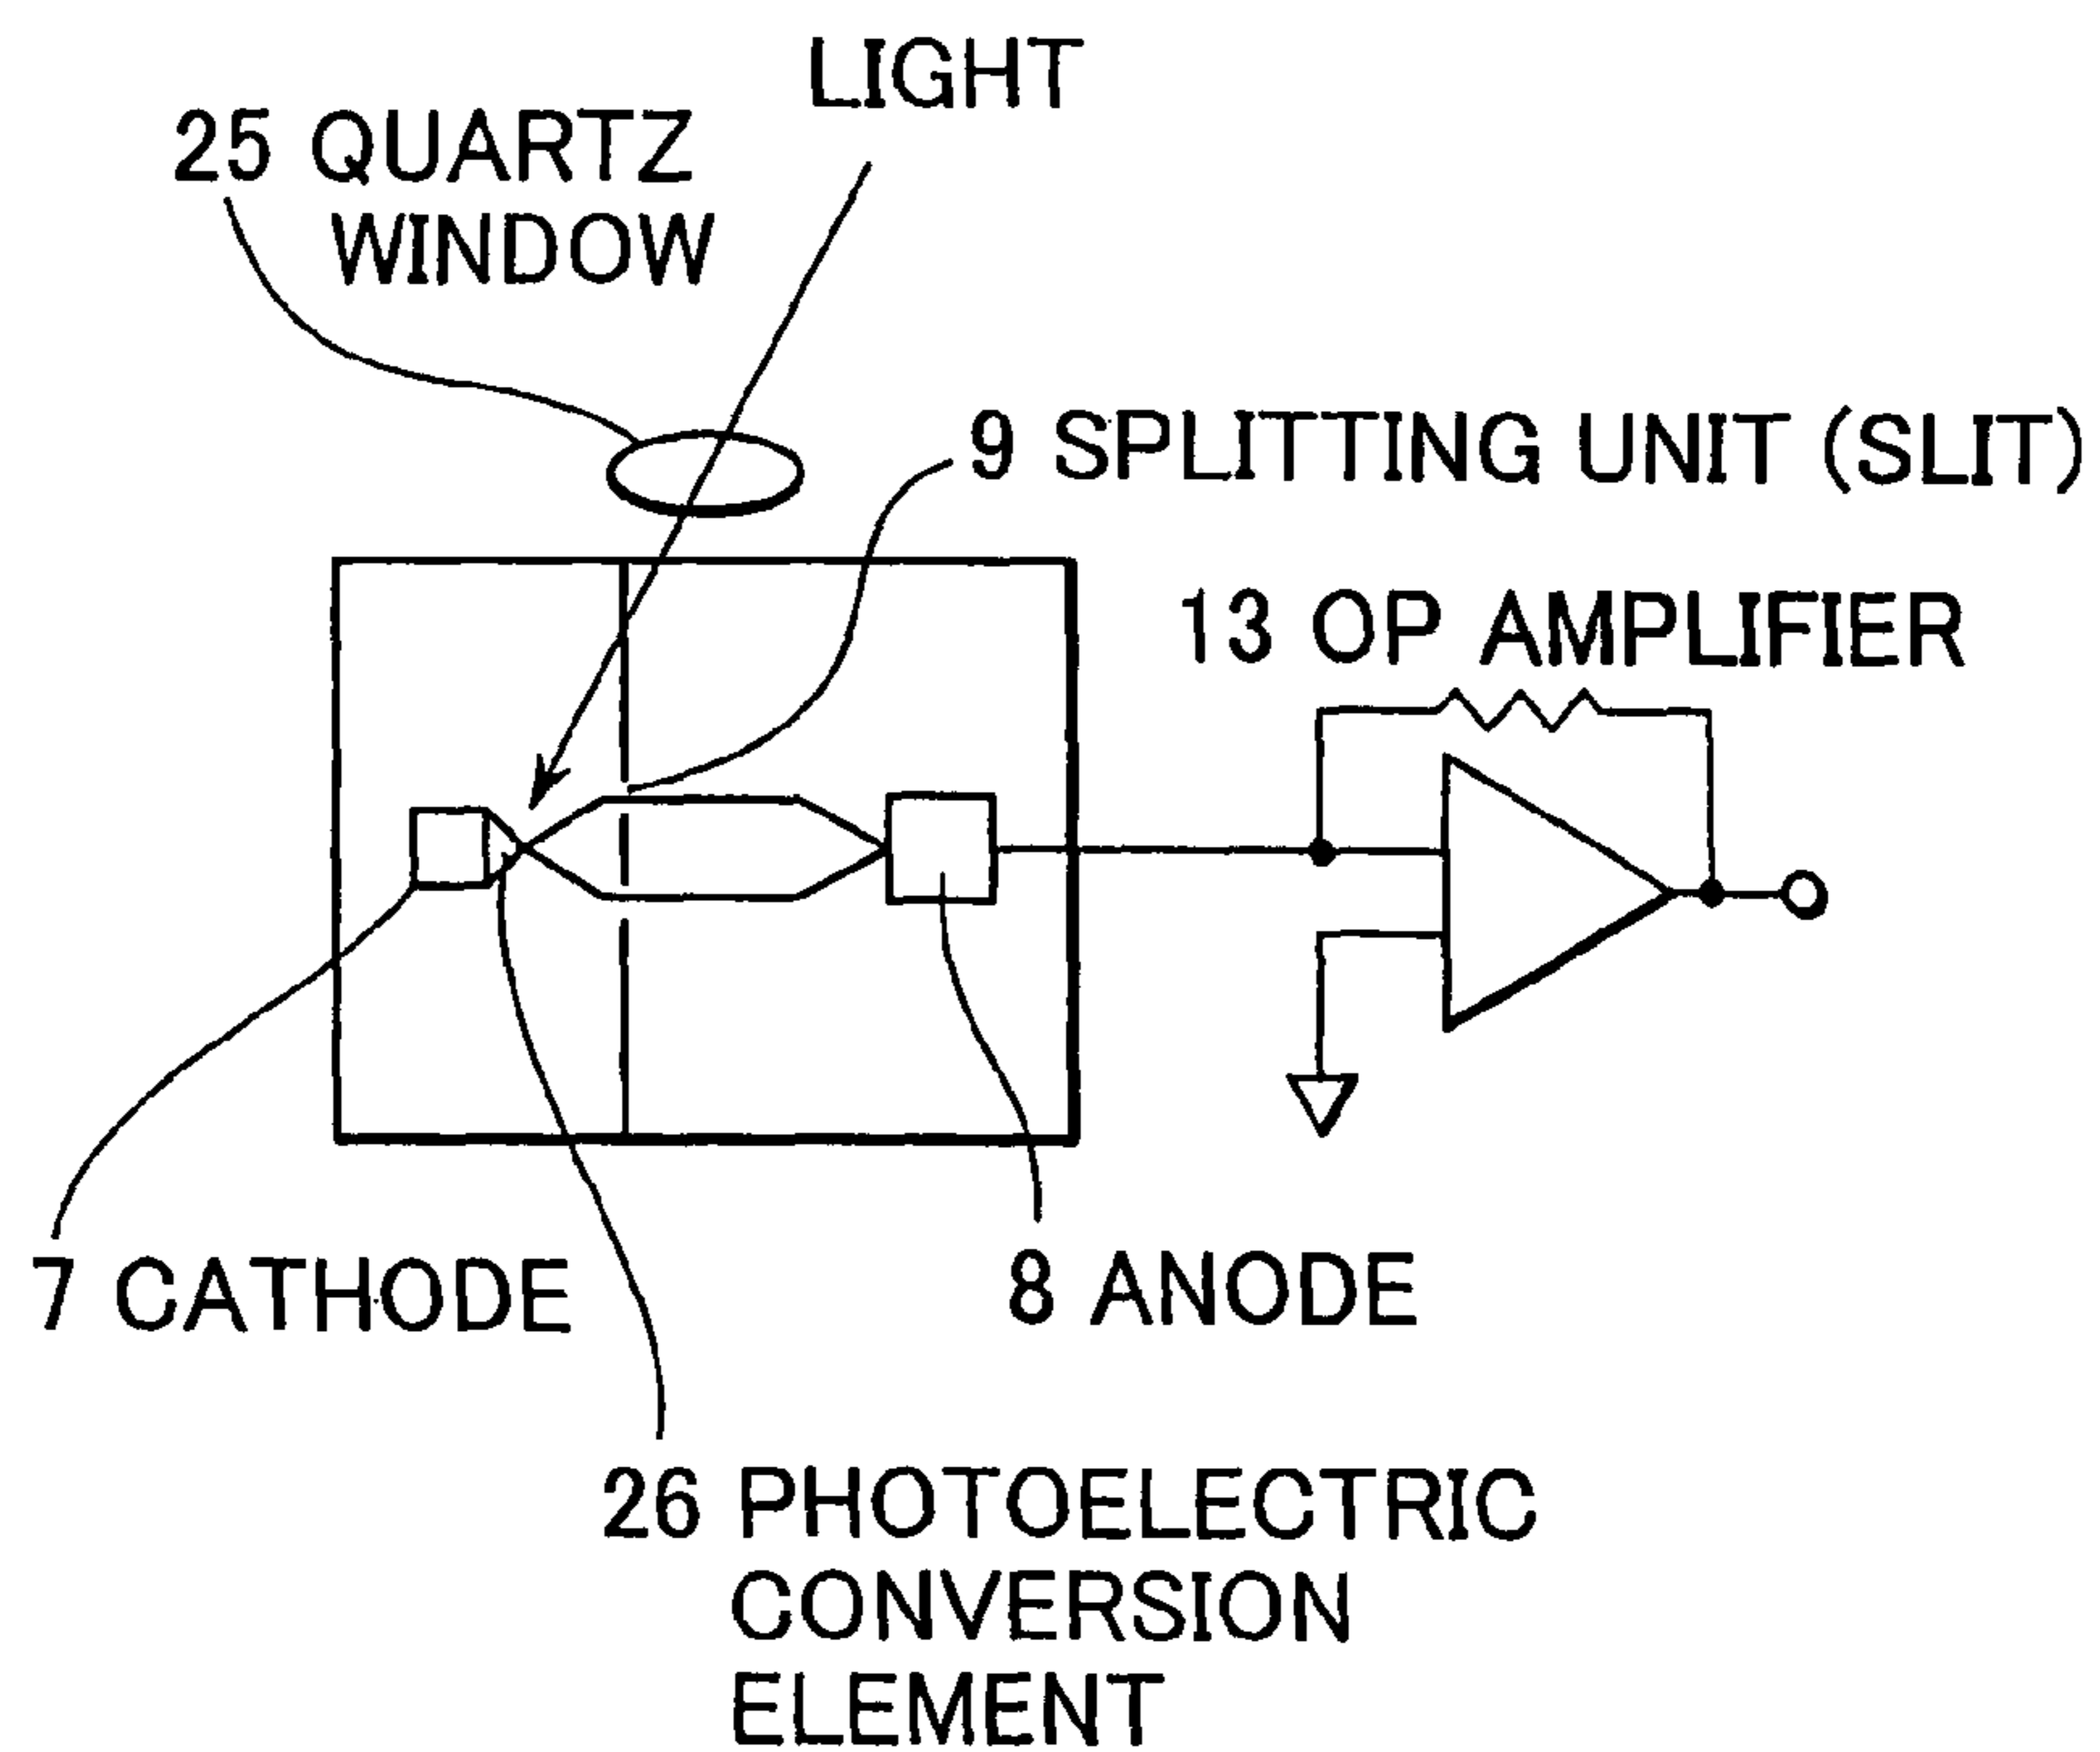 LIGHT
25 QUARTZ
WINDOW
9 SPLITTING UNIT (SLIT)
13 OP AMPLIFIER
7 CATHODE
8 ANODE
26 PHOTOELECTRIC
CONVERSION
ELEMENT